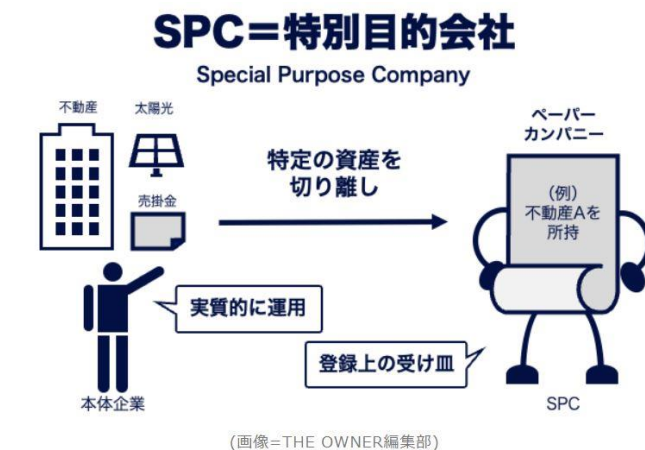 SPC＝特別目的会社
Special Purpose Company
不動産
太陽光
売掛金
特定の資産を
切り離し
ペーパー
カンパニー
（例）
不動産Aを
所持
実質的に運用
登録上の受け皿
本体企業
SPC
(画像=THE OWNER編集部)